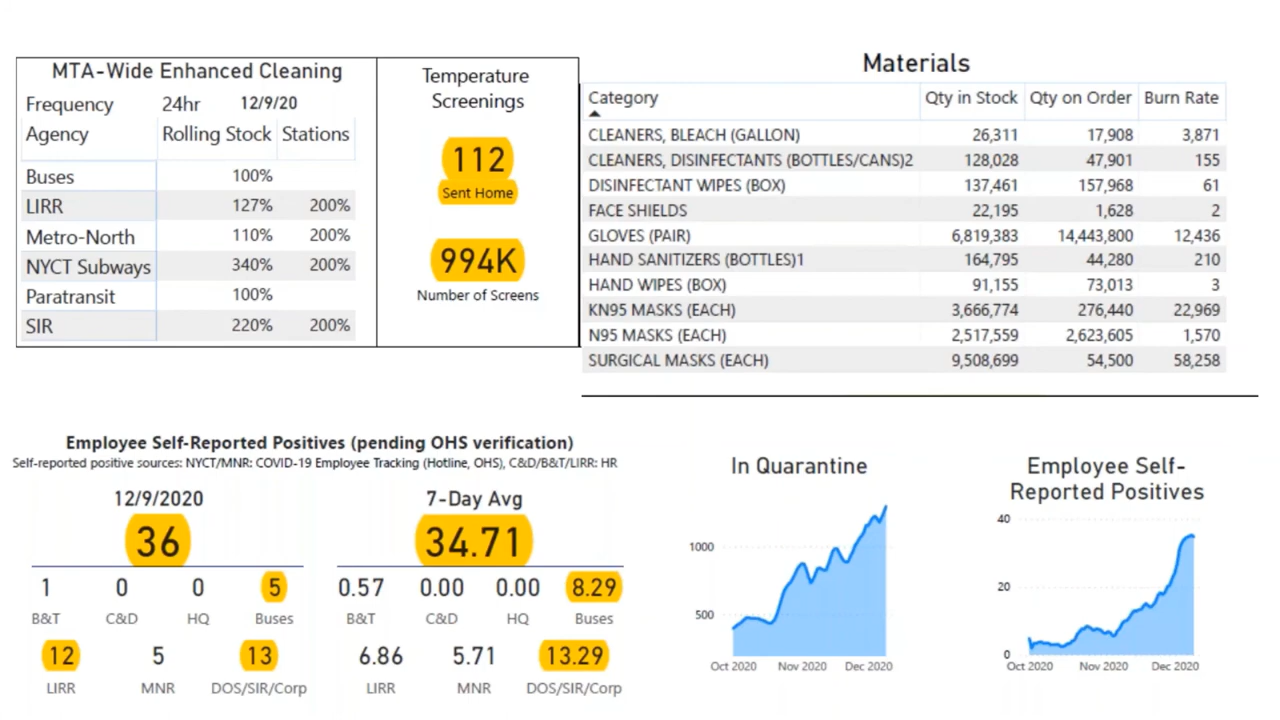 MTA-Wide Enhanced Cleaning
Frequency 24hr 12/9/20
Agency Rolling Stock Stations
Buses 100%
LIRR 127% 200%
Metro-North 110% 200%
NYCT Subways 340% 200%
Paratransit 100%
SIR 220% 200%
Temperature
Screenings
112
Sent Home
994K
Number of Screens
Materials
Category Qty in Stock Qty on Order Burn Rate
CLEANERS, BLEACH (GALLON) 26,311 17,908 3,871
CLEANERS, DISINFECTANTS (BOTTLES/CANS)2 128,028 47,901 155
DISINFECTANT WIPES (BOX) 137,461 157,968 61
FACE SHIELDS 22,195 1,628 2
GLOVES (PAIR) 6,819,383 14,443,800 12,436
HAND SANITIZERS (BOTTLES)1 164,795 44,280 210
HAND WIPES (BOX) 91,155 73,013 3
KN95 MASKS (EACH) 3,666,774 276,440 22,969
N95 MASKS (EACH) 2,517,559 2,623,605 1,570
SURGICAL MASKS (EACH) 9,508,699 54,500 58,258
Employee Self-Reported Positives (pending OHS verification)
Self-reported positive sources: NYCT/MNR: COVID-19 Employee Tracking (Hotline, OHS), C&D/B&T/LIRR: HR
12/9/2020
36
1 0 0 5
B&T C&D HQ Buses
12 5 13
LIRR MNR DOS/SIR/Corp
7-Day Avg
34.71
0.57 0.00 0.00 8.29
B&T C&D HQ Buses
6.86 5.71 13.29
LIRR MNR DOS/SIR/Corp
In Quarantine
1000
500
Oct 2020 Nov 2020 Dec 2020
Employee Self-
Reported Positives
40
20
0
Oct 2020 Nov 2020 Dec 2020